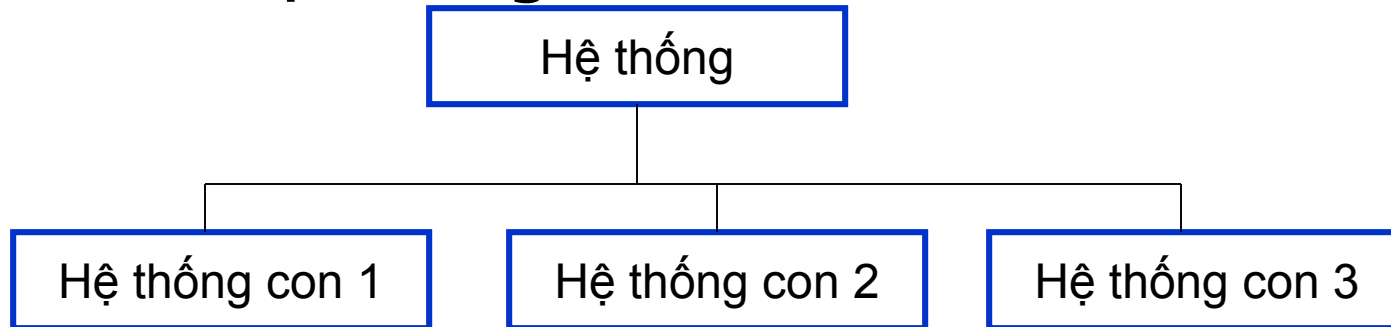 Hệ thống
Hệ thống con 1
Hệ thống con 2
Hệ thống con 3